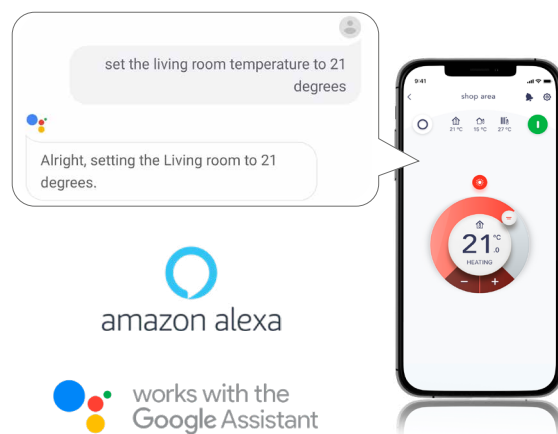 set the living room temperature to 21
degrees
Alright, setting the Living room to 21
degrees.
9:41
shop area
21 °C
15 °C
27 °C
21 °C
.0
HEATING
amazon alexa
works with the
Google Assistant